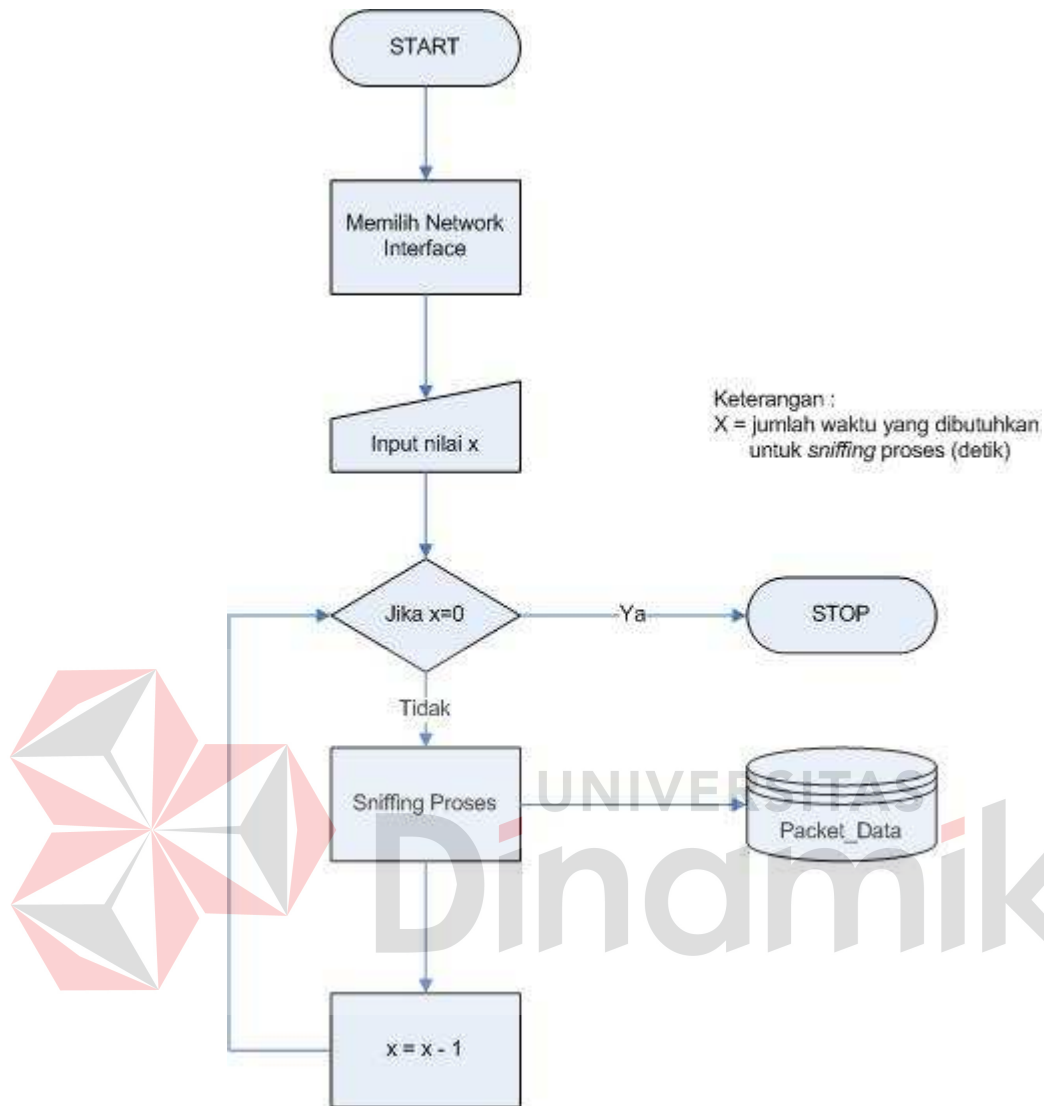 START
Memilih Network
Interface
Input nilai x
Keterangan :
X = jumlah waktu yang dibutuhkan
untuk sniffing proses (detik)
Jika x=0
Ya
STOP
Tidak
Sniffing Proses
UNIVERSITAS
Dinamika
Packet_Data
x = x - 1